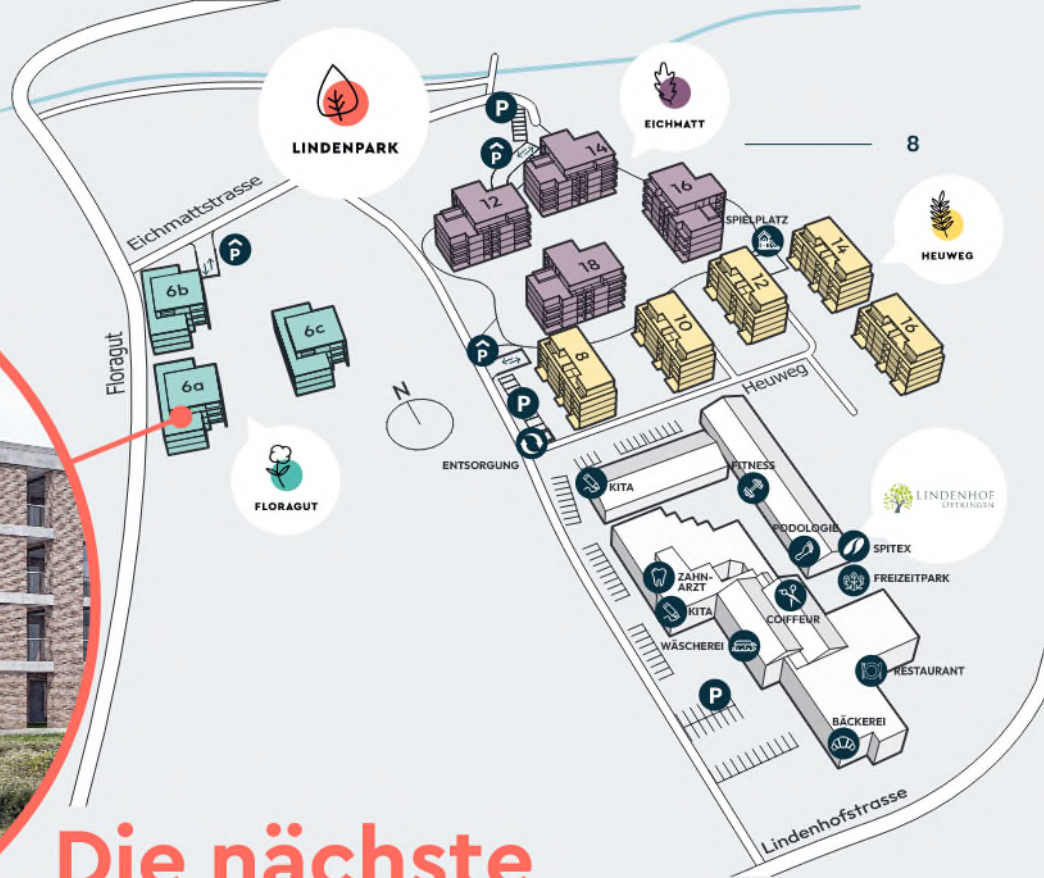 LINDENPARK
EICHMATT
8
HEUWEG
Eichmattstrasse
Floragut
P
P
P
P
P
P
14
12
16
18
SPIELPLATZ
14
12
16
10
8
6b
6c
6a
N
Heuweg
ENTSORGUNG
FLORAGUT
KITA
FITNESS
LINDENHOF
OFTRINGEN
PODOLOGIE
SPITEX
FREIZEITPARK
ZAHN-
ARZT
KITA
COIFFEUR
WÄSCHEREI
RESTAURANT
BÄCKEREI
Lindenhofstrasse
Die nächste